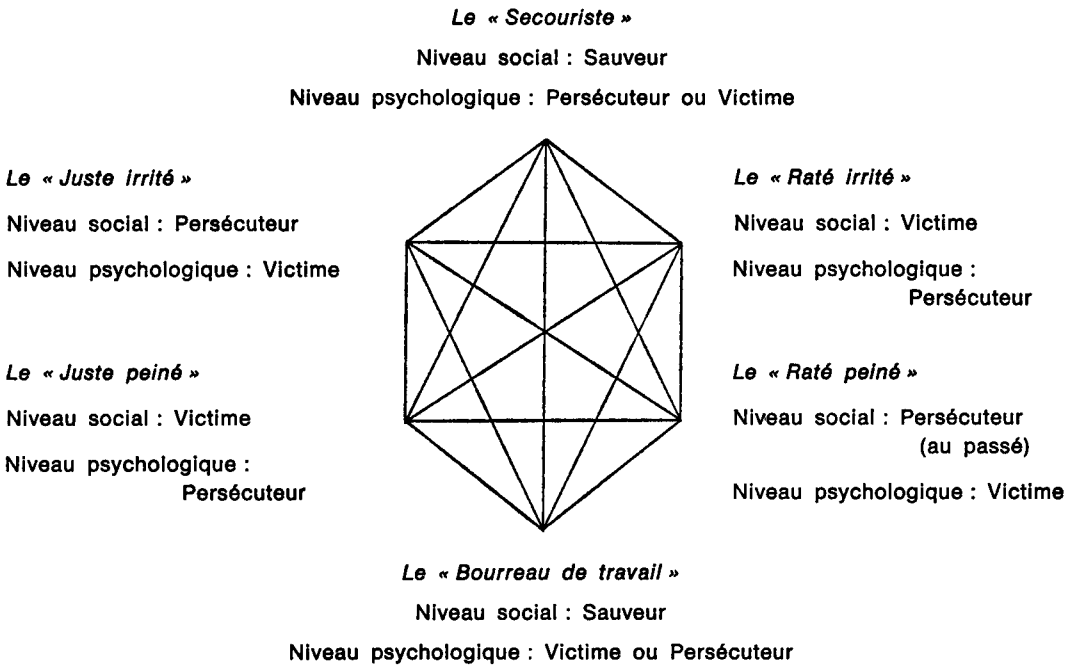 Le « Secouriste »
Niveau social : Sauveur
Niveau psychologique : Persécuteur ou Victime
Le « Juste irrité »
Niveau social : Persécuteur
Niveau psychologique : Victime
Le « Raté irrité »
Niveau social : Victime
Niveau psychologique :
Persécuteur
Le « Juste peiné »
Niveau social : Victime
Niveau psychologique :
Persécuteur
Le « Raté peiné »
Niveau social : Persécuteur
(au passé)
Niveau psychologique : Victime
Le « Bourreau de travail »
Niveau social : Sauveur
Niveau psychologique : Victime ou Persécuteur